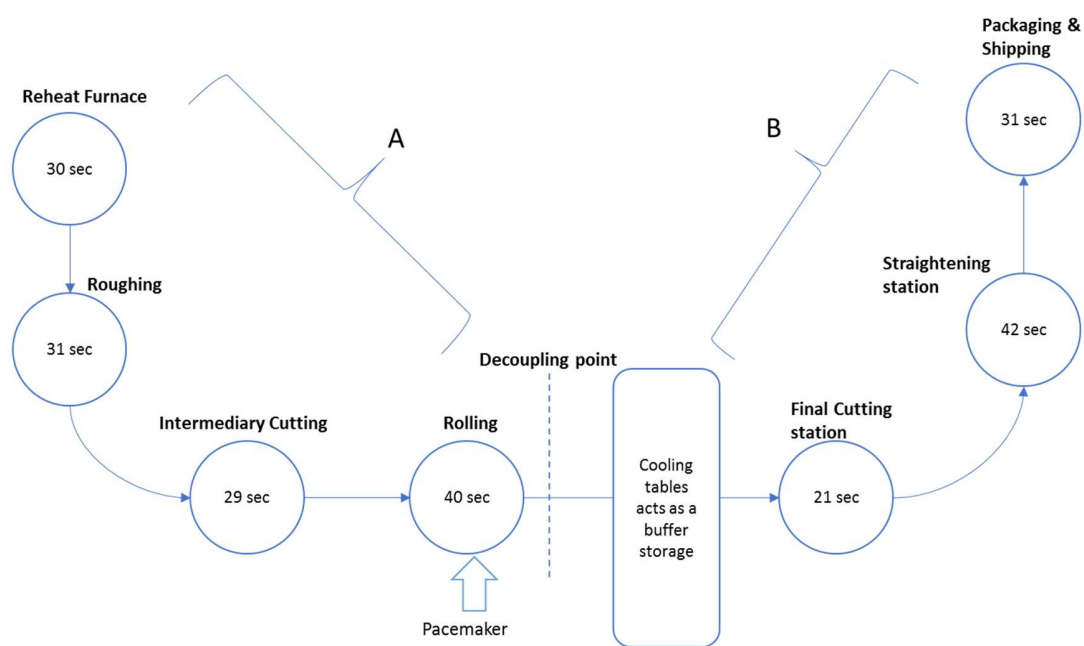 Packaging &
Shipping
31 sec
Reheat Furnace
30 sec
A
B
Roughing
31 sec
Straightening
station
42 sec
Decoupling point
Intermediary Cutting
29 sec
Rolling
40 sec
Cooling
tables
acts as a
buffer
storage
Final Cutting
station
21 sec
Pacemaker